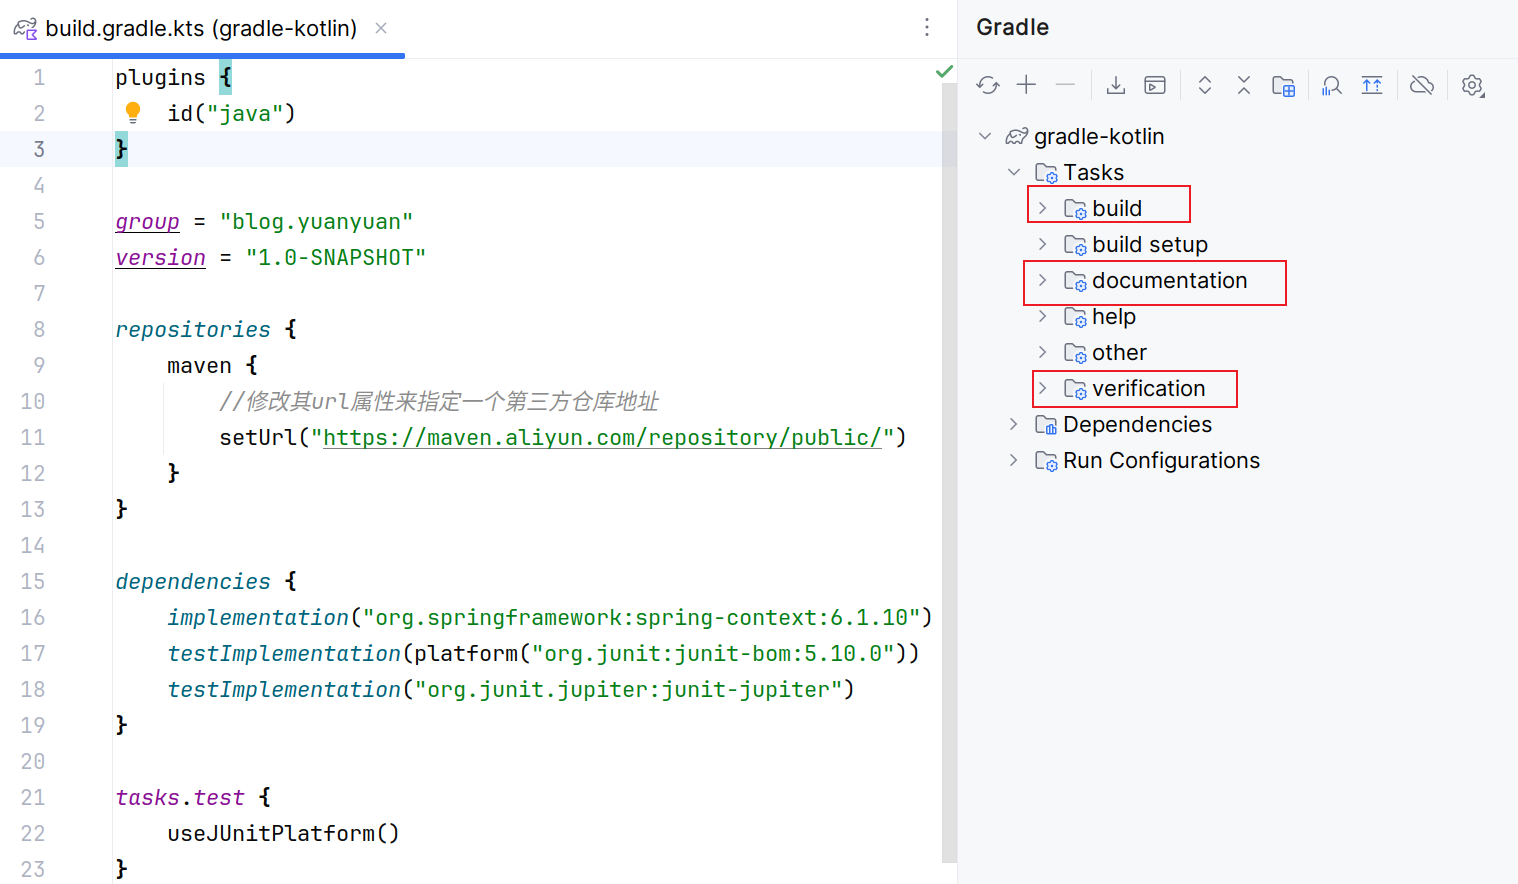 build.gradle.kts (gradle-kotlin)
1 plugins {
2 id("java")
3 }
4
5 group = "blog.yuanyuan"
6 version = "1.0-SNAPSHOT"
7
8 repositories {
9 maven {
10 //修改其url属性来指定一个第三方仓库地址
11 setUrl("https://maven.aliyun.com/repository/public/")
12 }
13 }
14
15 dependencies {
16 implementation("org.springframework:spring-context:6.1.10")
17 testImplementation(platform("org.junit:junit-bom:5.10.0"))
18 testImplementation("org.junit.jupiter:junit-jupiter")
19 }
20
21 tasks.test {
22 useJUnitPlatform()
23 }
Gradle
gradle-kotlin
Tasks
build
build setup
documentation
help
other
verification
Dependencies
Run Configurations